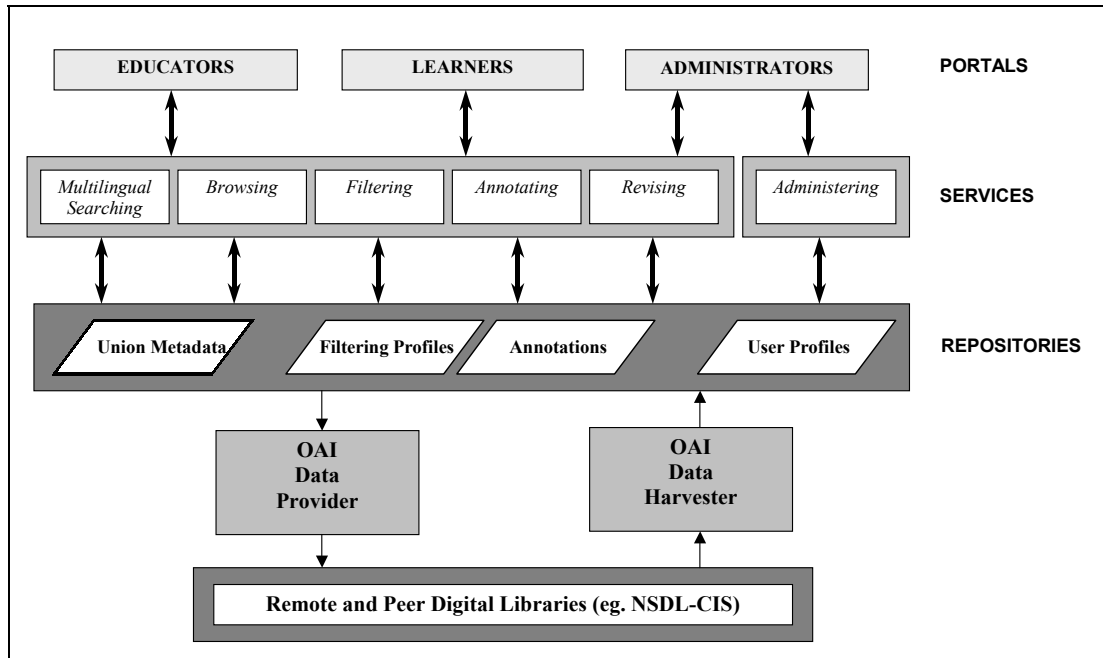 EDUCATORS
LEARNERS
ADMINISTRATORS
PORTALS
Multilingual
Searching
Browsing
Filtering
Annotating
Revising
Administering
SERVICES
Union Metadata
Filtering Profiles
Annotations
User Profiles
REPOSITORIES
OAI
Data
Provider
OAI
Data
Harvester
Remote and Peer Digital Libraries (eg. NSDL-CIS)